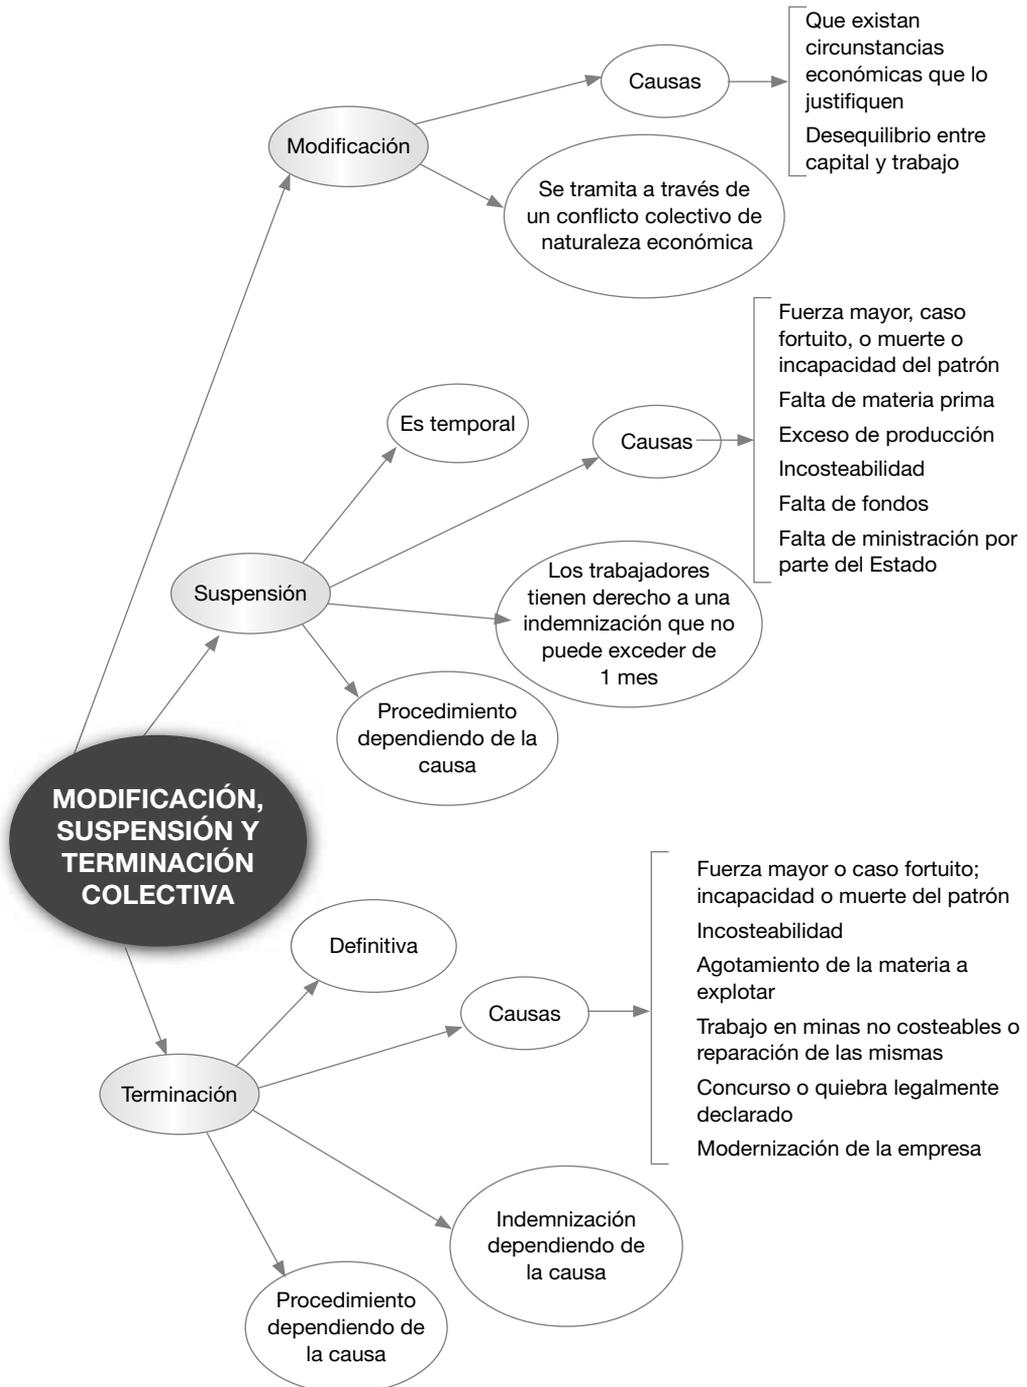 Que existan
circunstancias
económicas que lo
justifiquen
Desequilibrio entre
capital y trabajo
Causas
Modificación
Se tramita a través de
un conflicto colectivo de
naturaleza económica
Fuerza mayor, caso
fortuito, o muerte o
incapacidad del patrón
Falta de materia prima
Exceso de producción
Incosteabilidad
Falta de fondos
Falta de ministración por
parte del Estado
Es temporal
Causas
Suspensión
Los trabajadores
tienen derecho a una
indemnización que no
puede exceder de
1 mes
Procedimiento
dependiendo de la
causa
MODIFICACIÓN,
SUSPENSIÓN Y
TERMINACIÓN
COLECTIVA
Fuerza mayor o caso fortuito;
incapacidad o muerte del patrón
Incosteabilidad
Agotamiento de la materia a
explotar
Trabajo en minas no costeables o
reparación de las mismas
Concurso o quiebra legalmente
declarado
Modernización de la empresa
Definitiva
Causas
Terminación
Indemnización
dependiendo de
la causa
Procedimiento
dependiendo de
la causa